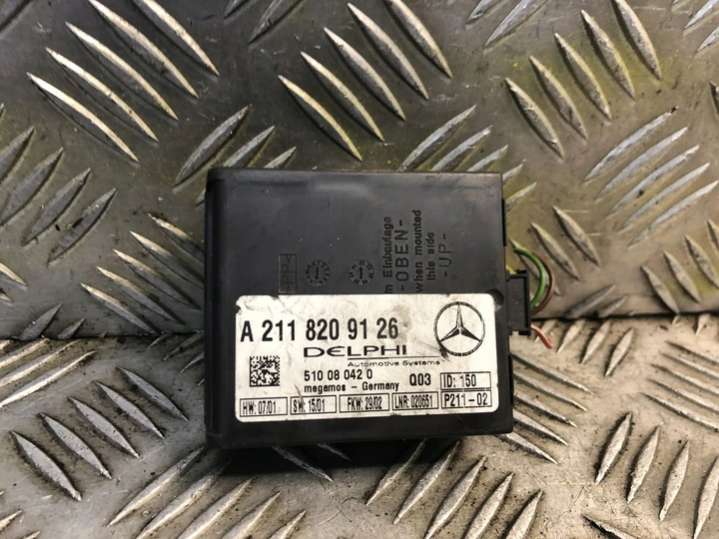 m Einbaulage
-OBEN-
when mounted
this side
-UP-
A 211 820 91 26
DELPHI
Automotive Systems
510 08 042 0
megamos - Germany
Q03
ID: 150
HW: 07/01
SW: 15/01
FKW: 29/02
LNR: 020651
P211-02